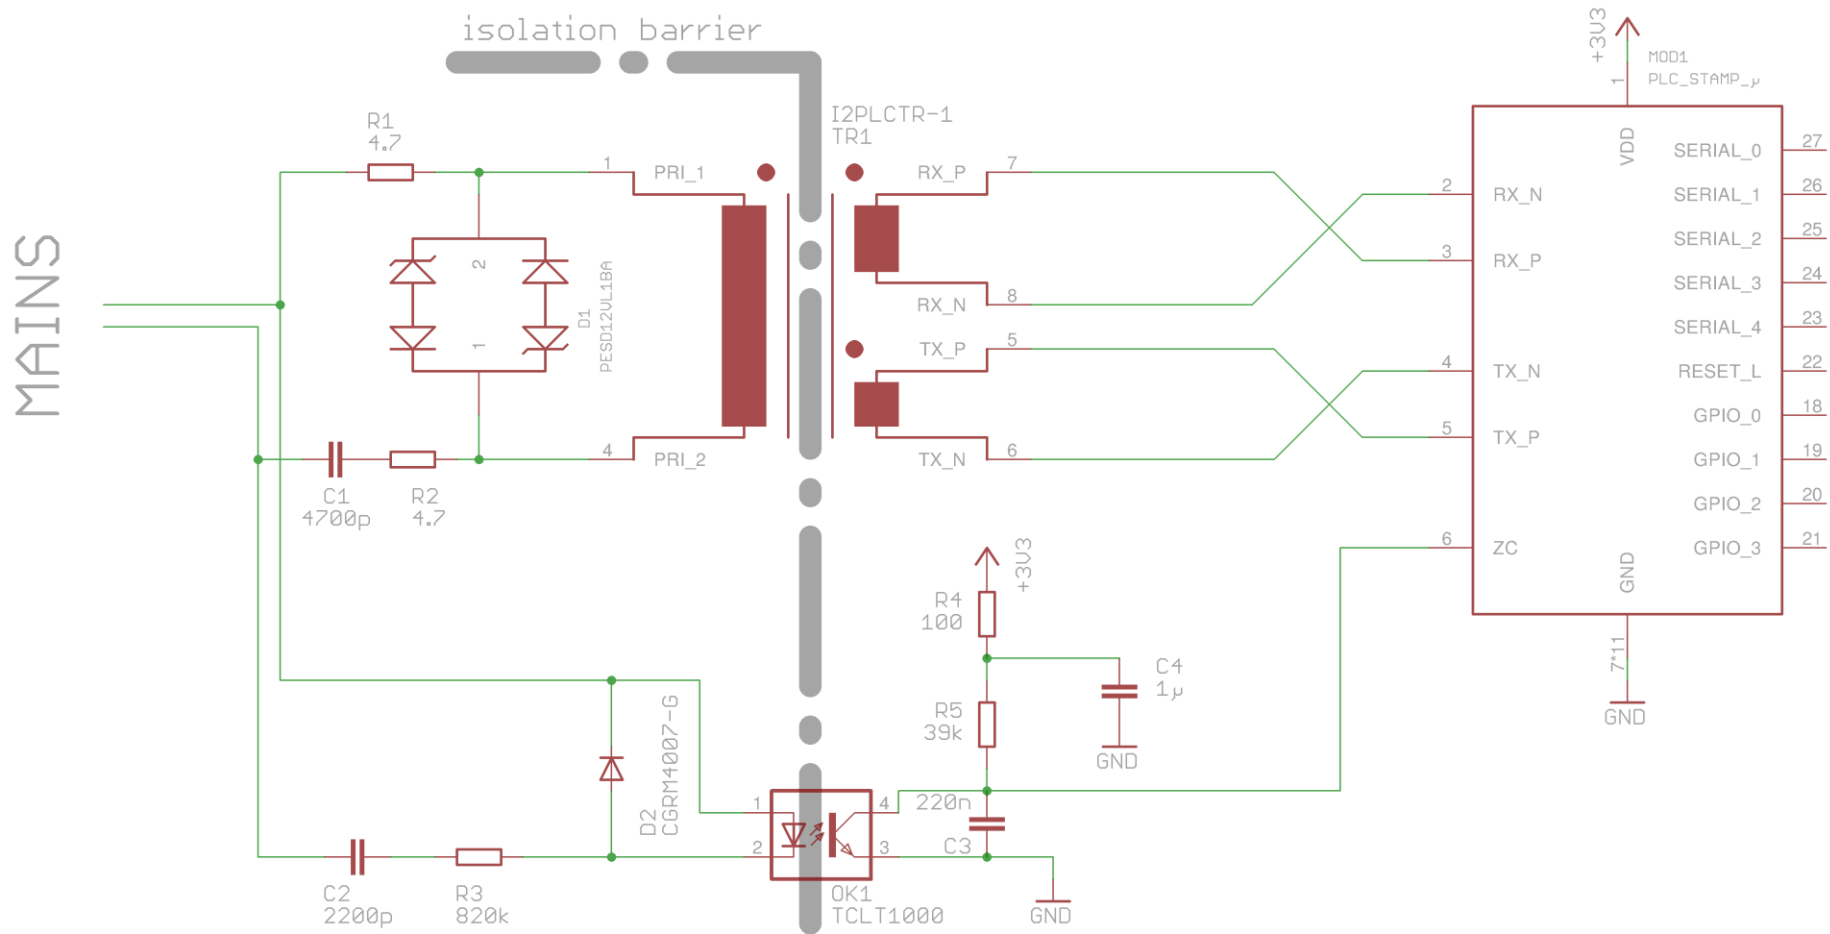 isolation barrier
MAINS
R1
4.7
PESD12VL1BA
D1
2
1
C1
4700p
R2
4.7
I2PLCTR-1
TR1
1
PRI_1
4
PRI_2
RX_P
7
RX_N
8
TX_P
5
TX_N
6
+3V3
MOD1
PLC_STAMP_µ
1
VDD
2
RX_N
3
RX_P
4
TX_N
5
TX_P
6
ZC
SERIAL_0
27
SERIAL_1
26
SERIAL_2
25
SERIAL_3
24
SERIAL_4
23
RESET_L
22
GPIO_0
18
GPIO_1
19
GPIO_2
20
GPIO_3
21
GND
7*11
GND
+3V3
R4
100
C4
1µ
GND
R5
39k
220n
C3
GND
D2
CGRM4007-G
C2
2200p
R3
820k
1
2
4
3
OK1
TCLT1000